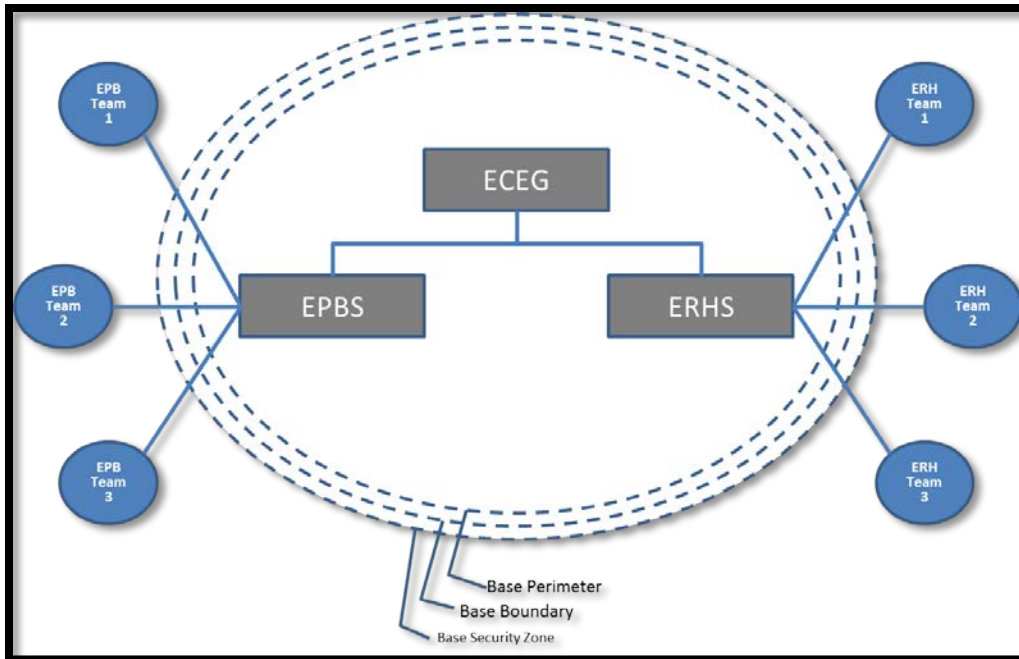 EPB
Team
1
ERH
Team
1
ECEG
EPB
Team
2
EPBS
ERHS
ERH
Team
2
EPB
Team
3
ERH
Team
3
Base Perimeter
Base Boundary
Base Security Zone